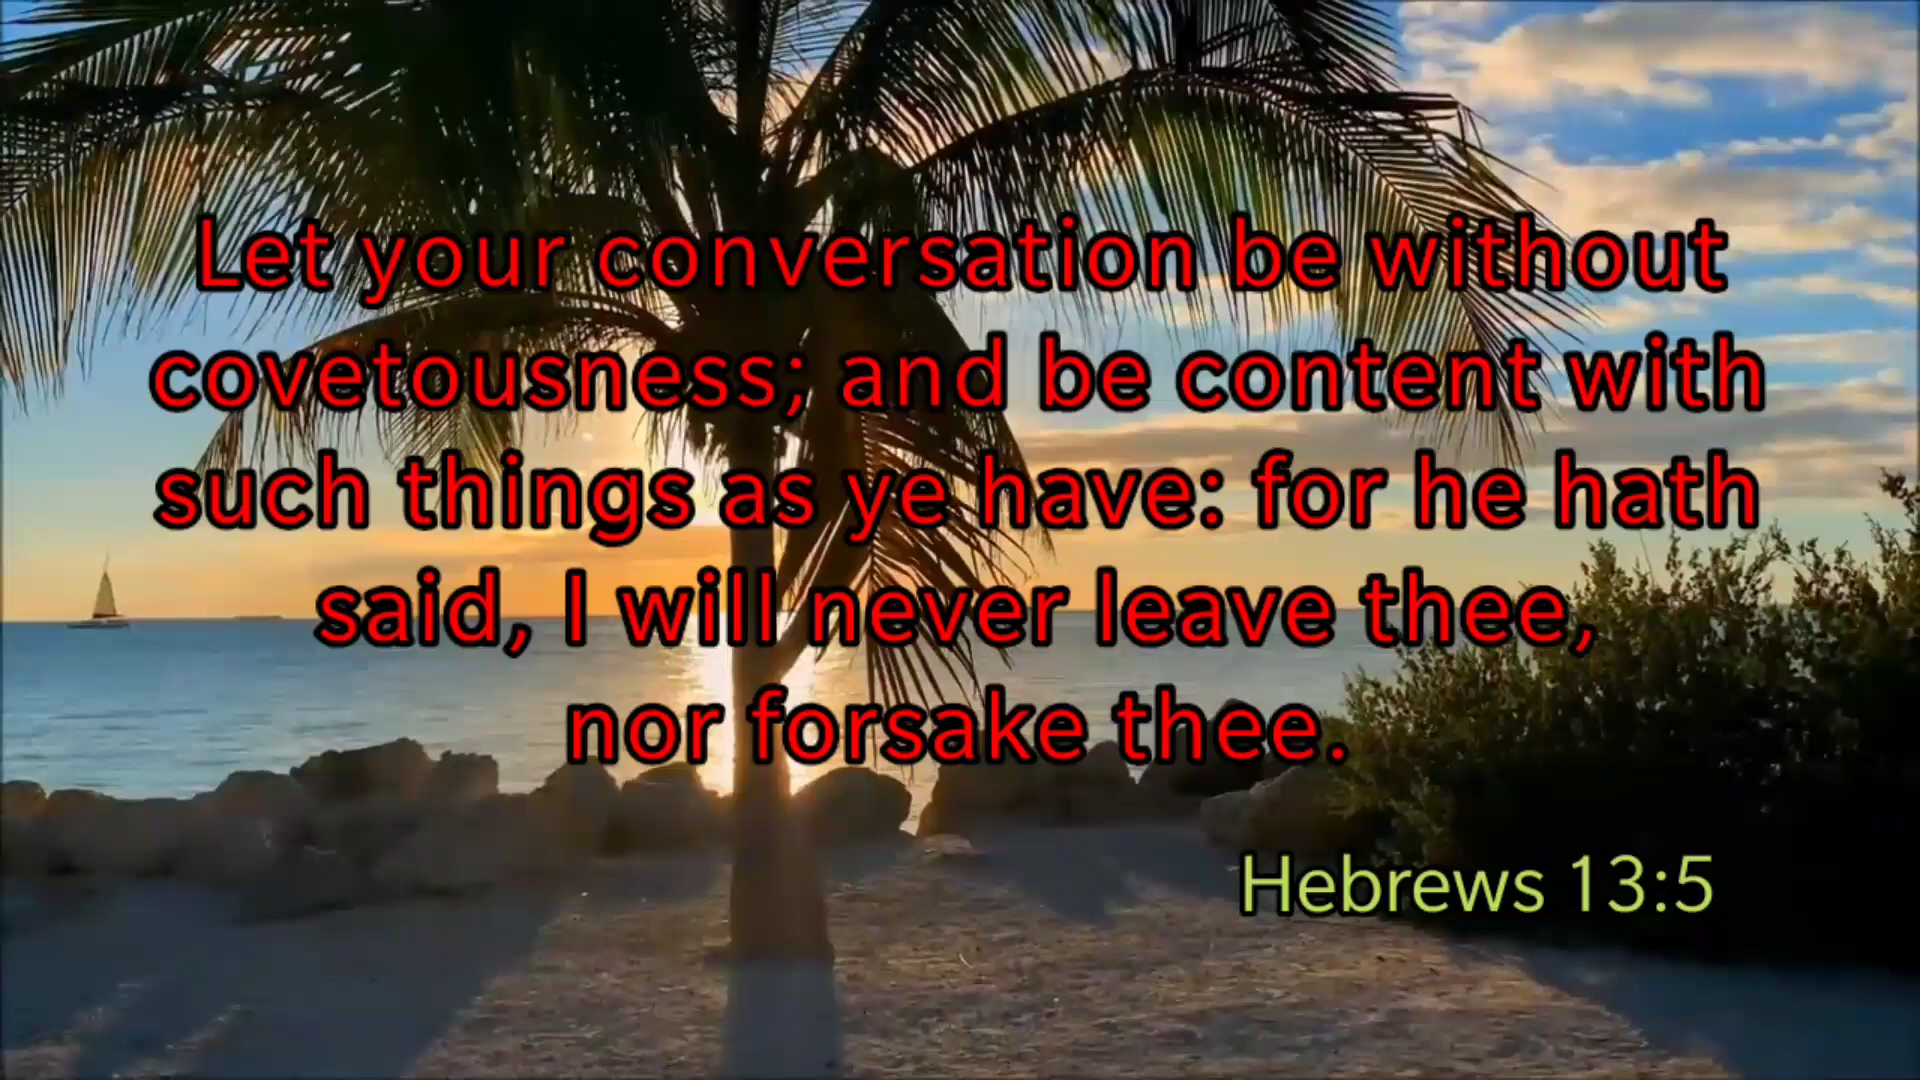 Let your conversation be without
covetousness; and be content with
such things as ye have: for he hath
said, I will never leave thee,
nor forsake thee.
Hebrews 13:5